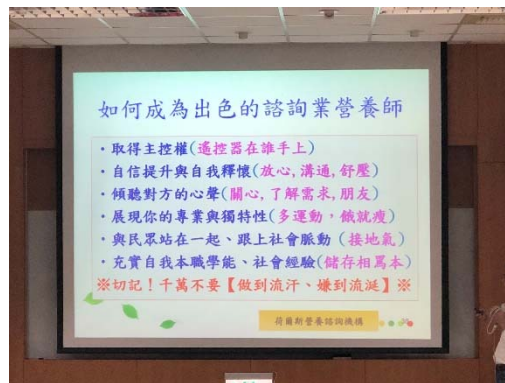 如何成為出色的諮詢業營養師
・取得主控權(遙控器在誰手上)
・自信提升與自我釋懷(放心,溝通,舒壓)
・傾聽對方的心聲(關心,了解需求,朋友)
・展現你的專業與獨特性(多運動,餓就瘦)
・與民眾站在一起、跟上社會脈動(接地氣)
・充實自我本職學能、社會經驗(儲存相罵本)
※切記!千萬不要【做到流汗、嫌到流涎】※
荷爾斯營養諮詢機構